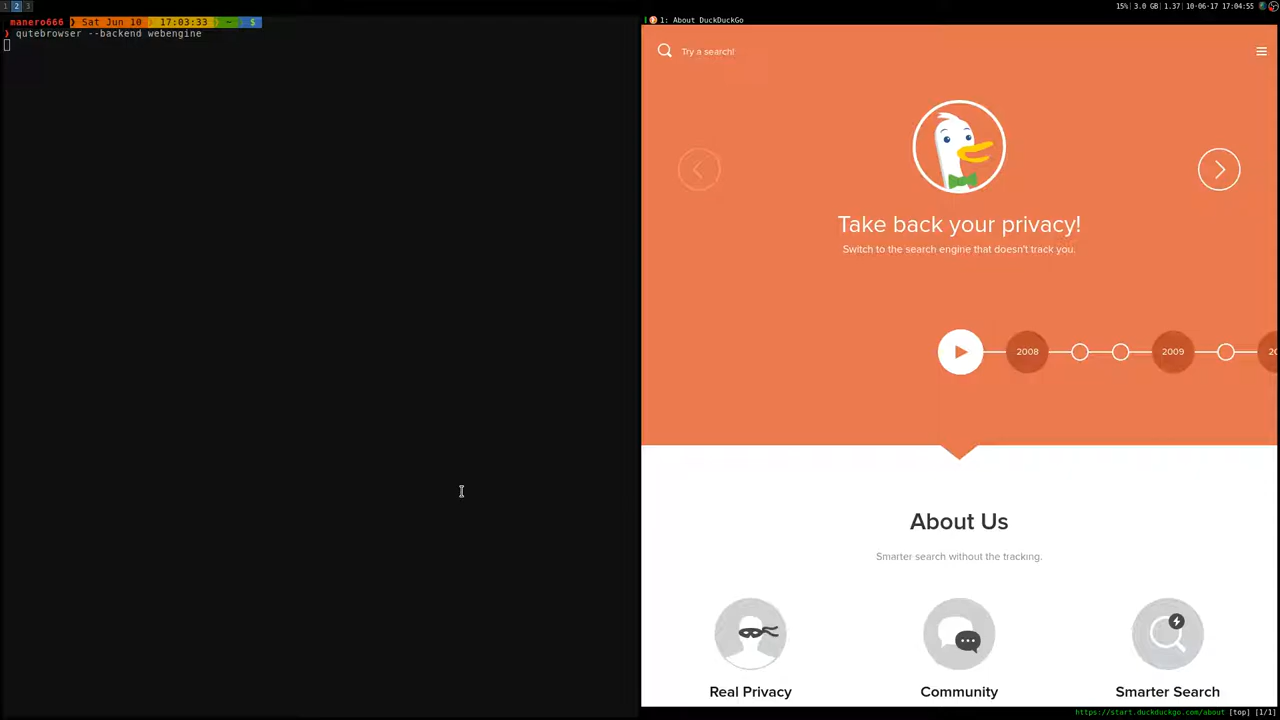 1 2 3
15% 3.0 GB 1.37 10-06-17 17:04:55
manero666 Sat Jun 10 17:03:33 ~ $
❯ qutebrowser --backend webengine
1: About DuckDuckGo
Try a search!
Take back your privacy!
Switch to the search engine that doesn't track you.
2008 2009
About Us
Smarter search without the tracking.
Real Privacy Community Smarter Search
https://start.duckduckgo.com/about [top] [1/1]